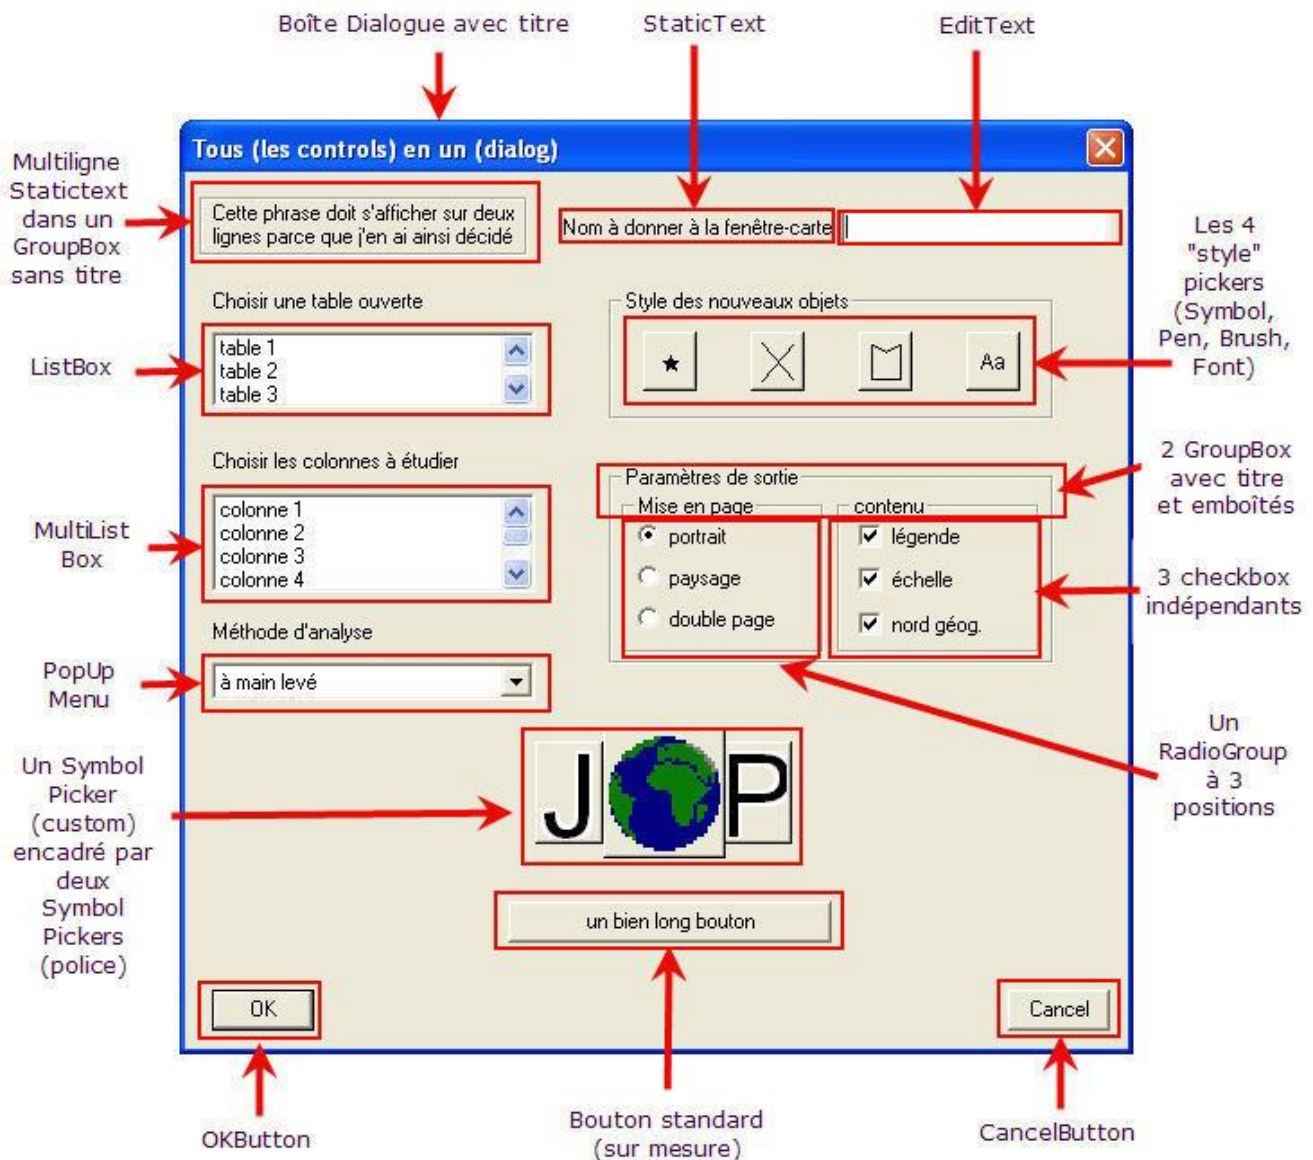 Boîte Dialogue avec titre
StaticText
EditText
Tous (les controls) en un (dialog)
Multiligne
Statictext
dans un
GroupBox
sans titre
Cette phrase doit s'afficher sur deux
lignes parce que j'en ai ainsi décidé
Nom à donner à la fenêtre-carte
Les 4
"style"
pickers
(Symbol,
Pen, Brush,
Font)
Choisir une table ouverte
Style des nouveaux objets
ListBox
table 1
table 2
table 3
Aa
Choisir les colonnes à étudier
Paramètres de sortie
2 GroupBox
avec titre
et emboîtés
MultiList
Box
colonne 1
colonne 2
colonne 3
colonne 4
Mise en page
portrait
paysage
double page
contenu
légende
échelle
nord géog.
3 checkbox
indépendants
Méthode d'analyse
PopUp
Menu
à main levé
Un
RadioGroup
à 3
positions
Un Symbol
Picker
(custom)
encadré par
deux
Symbol
Pickers
(police)
J
P
un bien long bouton
OK
Cancel
OKButton
Bouton standard
(sur mesure)
CancelButton